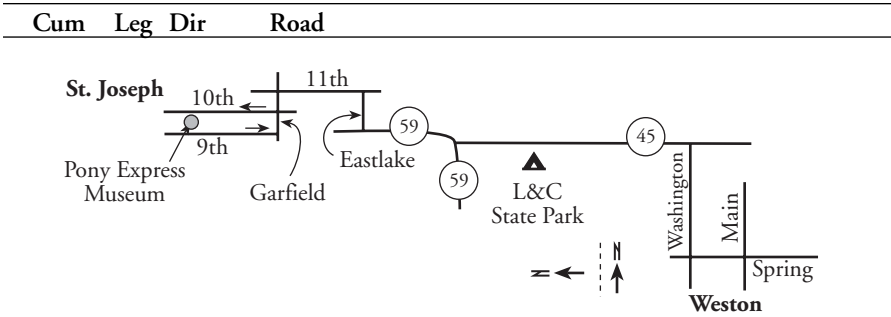 Cum Leg Dir Road
St. Joseph
11th
10th
59
45
9th
Eastlake
Pony Express
Museum
Garfield
59
L&C
State Park
Washington
Main
N
N
Spring
Weston